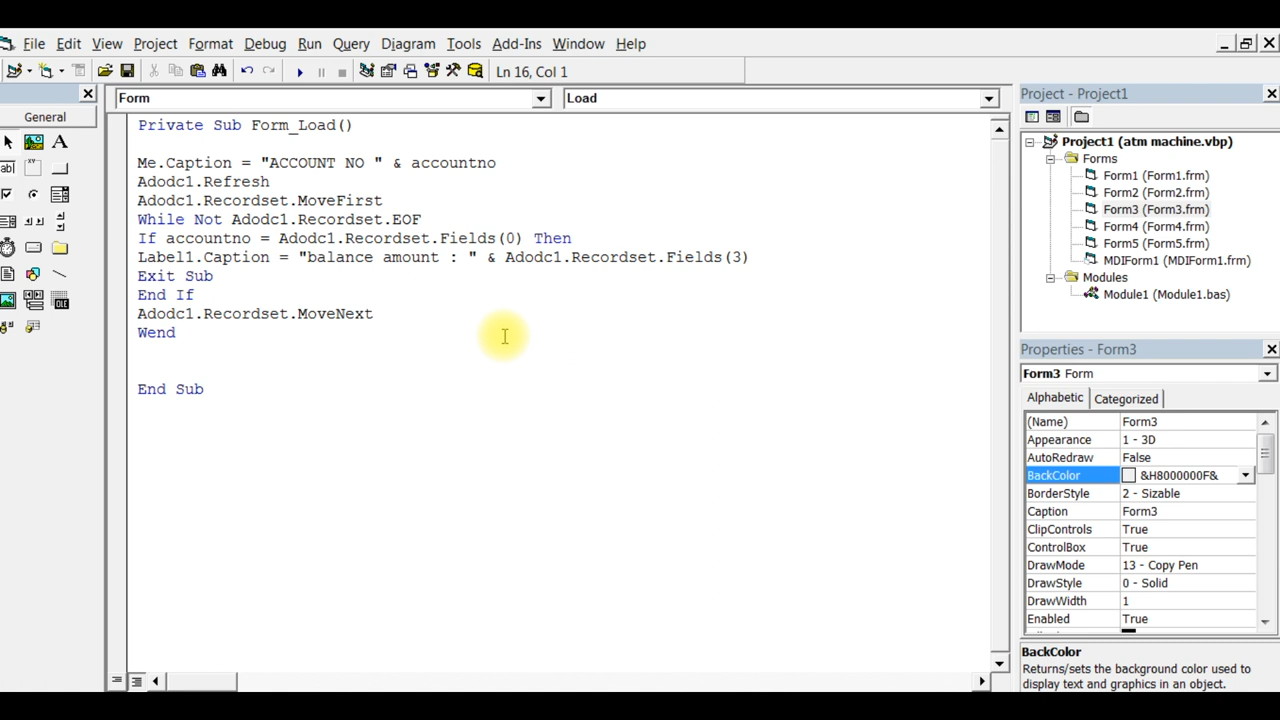 File Edit View Project Format Debug Run Query Diagram Tools Add-Ins Window Help
Ln 16, Col 1
General
Form
Load
Private Sub Form_Load()
Me.Caption = "ACCOUNT NO " & accountno
Adodc1.Refresh
Adodc1.Recordset.MoveFirst
While Not Adodc1.Recordset.EOF
If accountno = Adodc1.Recordset.Fields(0) Then
Label1.Caption = "balance amount : " & Adodc1.Recordset.Fields(3)
Exit Sub
End If
Adodc1.Recordset.MoveNext
Wend
End Sub
Project - Project1
Project1 (atm machine.vbp)
Forms
Form1 (Form1.frm)
Form2 (Form2.frm)
Form3 (Form3.frm)
Form4 (Form4.frm)
Form5 (Form5.frm)
MDIForm1 (MDIForm1.frm)
Modules
Module1 (Module1.bas)
Properties - Form3
Form3 Form
Alphabetic Categorized
(Name) Form3
Appearance 1 - 3D
AutoRedraw False
BackColor &H8000000F&
BorderStyle 2 - Sizable
Caption Form3
ClipControls True
ControlBox True
DrawMode 13 - Copy Pen
DrawStyle 0 - Solid
DrawWidth 1
Enabled True
BackColor
Returns/sets the background color used to
display text and graphics in an object.